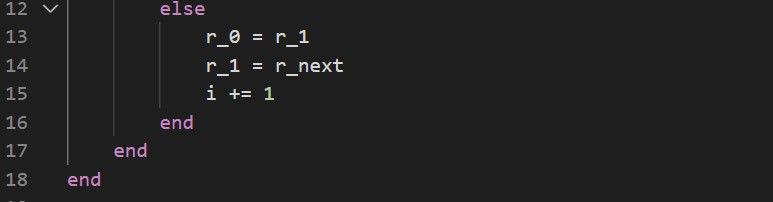 12 else
13 r_0 = r_1
14 r_1 = r_next
15 i += 1
16 end
17 end
18 end